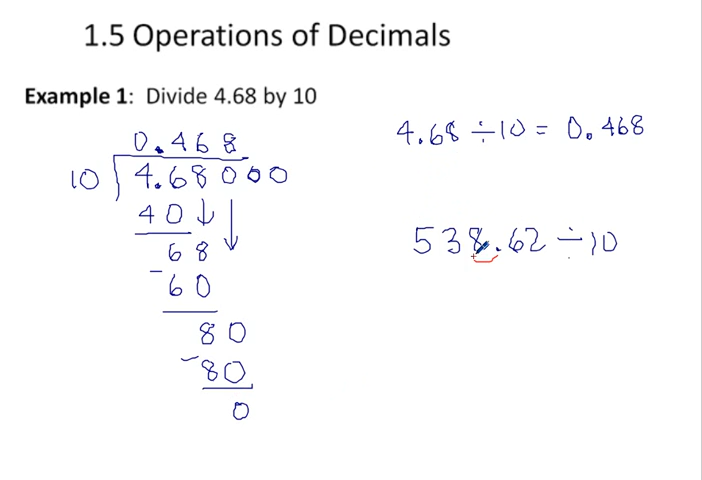 1.5 Operations of Decimals
Example 1: Divide 4.68 by 10
0.468
10 4.68000
40
68
- 60
80
- 80
0
4.68 ÷ 10 = 0.468
538.62 ÷ 10